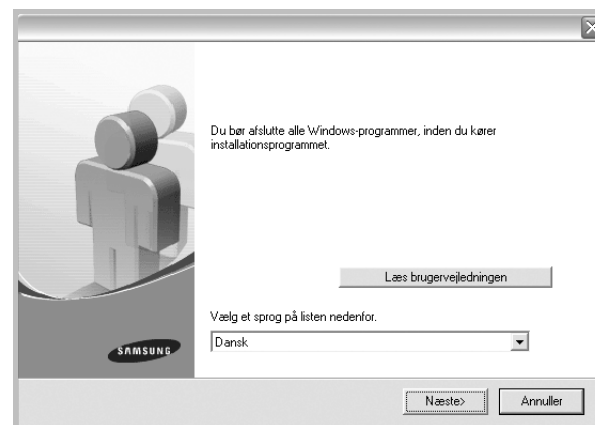 Du bør afslutte alle Windows-programmer, inden du kører
installationsprogrammet.
Læs brugervejledningen
Vælg et sprog på listen nedenfor.
Dansk
SAMSUNG
Næste>
Annuller